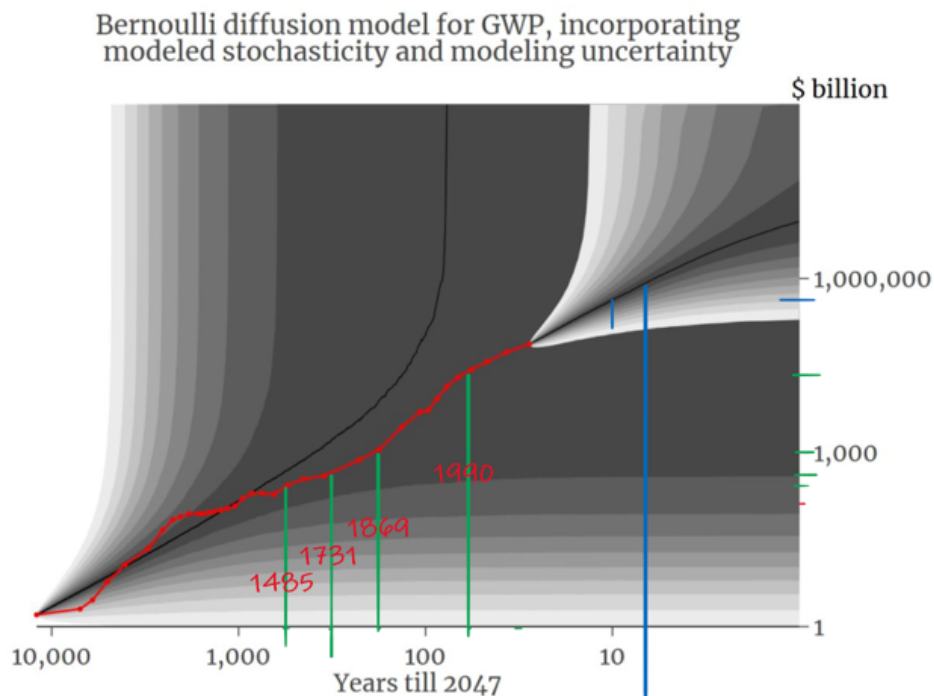 Bernoulli diffusion model for GWP, incorporating
modeled stochasticity and modeling uncertainty
$ billion
1,000,000
1,000
1990
1869
1731
1485
1
10,000
1,000
100
10
Years till 2047